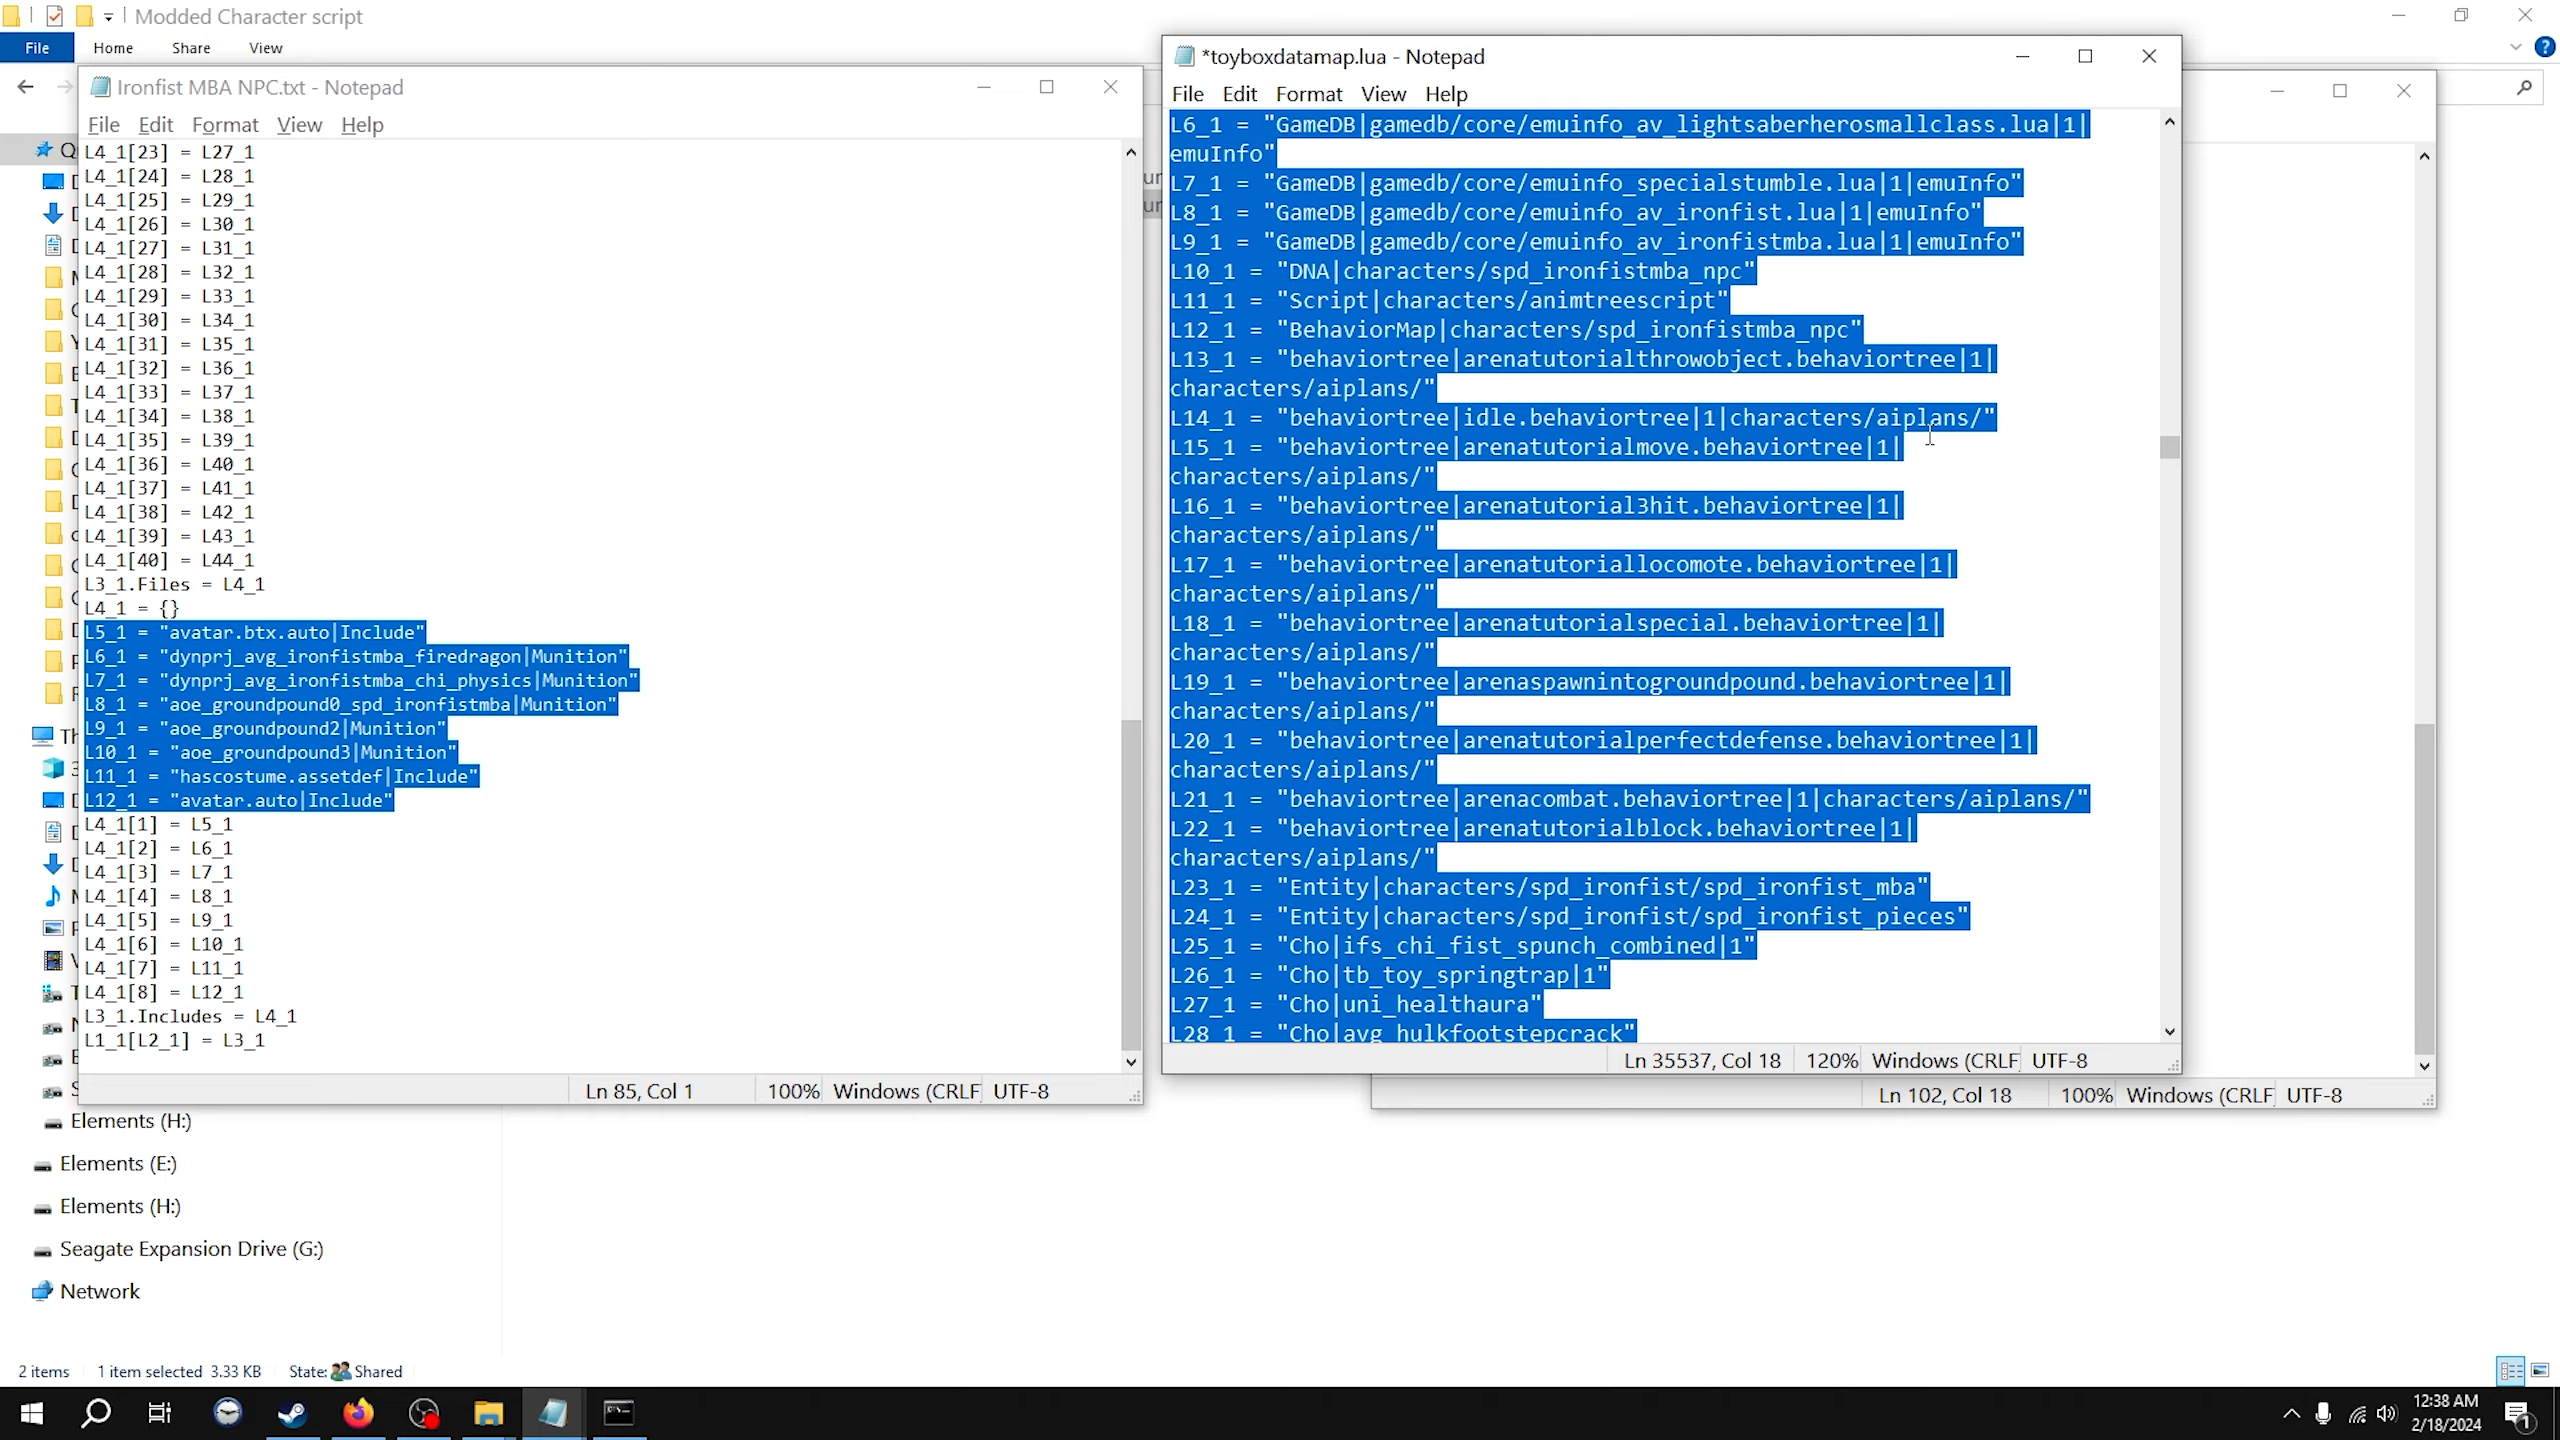 Modded Character script
File
Home
Share
View
Ironfist MBA NPC.txt - Notepad
File
Edit
Format
View
Help
L4_1[23] = L27_1
L4_1[24] = L28_1
L4_1[25] = L29_1
L4_1[26] = L30_1
L4_1[27] = L31_1
L4_1[28] = L32_1
L4_1[29] = L33_1
L4_1[30] = L34_1
L4_1[31] = L35_1
L4_1[32] = L36_1
L4_1[33] = L37_1
L4_1[34] = L38_1
L4_1[35] = L39_1
L4_1[36] = L40_1
L4_1[37] = L41_1
L4_1[38] = L42_1
L4_1[39] = L43_1
L4_1[40] = L44_1
L3_1.Files = L4_1
L4_1 = {}
L5_1 = "avatar.btx.auto|Include"
L6_1 = "dynprj_avg_ironfistmba_firedragon|Munition"
L7_1 = "dynprj_avg_ironfistmba_chi_physics|Munition"
L8_1 = "aoe_groundpound0_spd_ironfistmba|Munition"
L9_1 = "aoe_groundpound2|Munition"
L10_1 = "aoe_groundpound3|Munition"
L11_1 = "hascostume.assetdef|Include"
L12_1 = "avatar.auto|Include"
L4_1[1] = L5_1
L4_1[2] = L6_1
L4_1[3] = L7_1
L4_1[4] = L8_1
L4_1[5] = L9_1
L4_1[6] = L10_1
L4_1[7] = L11_1
L4_1[8] = L12_1
L3_1.Includes = L4_1
L1_1[L2_1] = L3_1
Ln 85, Col 1
100%
Windows (CRLF
UTF-8
*toyboxdatamap.lua - Notepad
File
Edit
Format
View
Help
L6_1 = "GameDB|gamedb/core/emuinfo_av_lightsaberherosmallclass.lua|1|
emuInfo"
L7_1 = "GameDB|gamedb/core/emuinfo_specialstumble.lua|1|emuInfo"
L8_1 = "GameDB|gamedb/core/emuinfo_av_ironfist.lua|1|emuInfo"
L9_1 = "GameDB|gamedb/core/emuinfo_av_ironfistmba.lua|1|emuInfo"
L10_1 = "DNA|characters/spd_ironfistmba_npc"
L11_1 = "Script|characters/animtreescript"
L12_1 = "BehaviorMap|characters/spd_ironfistmba_npc"
L13_1 = "behaviortree|arenatutorialthrowobject.behaviortree|1|
characters/aiplans/"
L14_1 = "behaviortree|idle.behaviortree|1|characters/aiplans/"
L15_1 = "behaviortree|arenatutorialmove.behaviortree|1|
characters/aiplans/"
L16_1 = "behaviortree|arenatutorial3hit.behaviortree|1|
characters/aiplans/"
L17_1 = "behaviortree|arenatutoriallocomote.behaviortree|1|
characters/aiplans/"
L18_1 = "behaviortree|arenatutorialspecial.behaviortree|1|
characters/aiplans/"
L19_1 = "behaviortree|arenaspawnintogroundpound.behaviortree|1|
characters/aiplans/"
L20_1 = "behaviortree|arenatutorialperfectdefense.behaviortree|1|
characters/aiplans/"
L21_1 = "behaviortree|arenacombat.behaviortree|1|characters/aiplans/"
L22_1 = "behaviortree|arenatutorialblock.behaviortree|1|
characters/aiplans/"
L23_1 = "Entity|characters/spd_ironfist/spd_ironfist_mba"
L24_1 = "Entity|characters/spd_ironfist/spd_ironfist_pieces"
L25_1 = "Cho|ifs_chi_fist_spunch_combined|1"
L26_1 = "Cho|tb_toy_springtrap|1"
L27_1 = "Cho|uni_healthaura"
L28_1 = "Cho|avg_hulkfootstepcrack"
Ln 35537, Col 18
120%
Windows (CRLF
UTF-8
Ln 102, Col 18
100%
Windows (CRLF
UTF-8
Elements (H:)
Elements (E:)
Elements (H:)
Seagate Expansion Drive (G:)
Network
2 items
1 item selected 3.33 KB
State: Shared
12:38 AM
2/18/2024
1